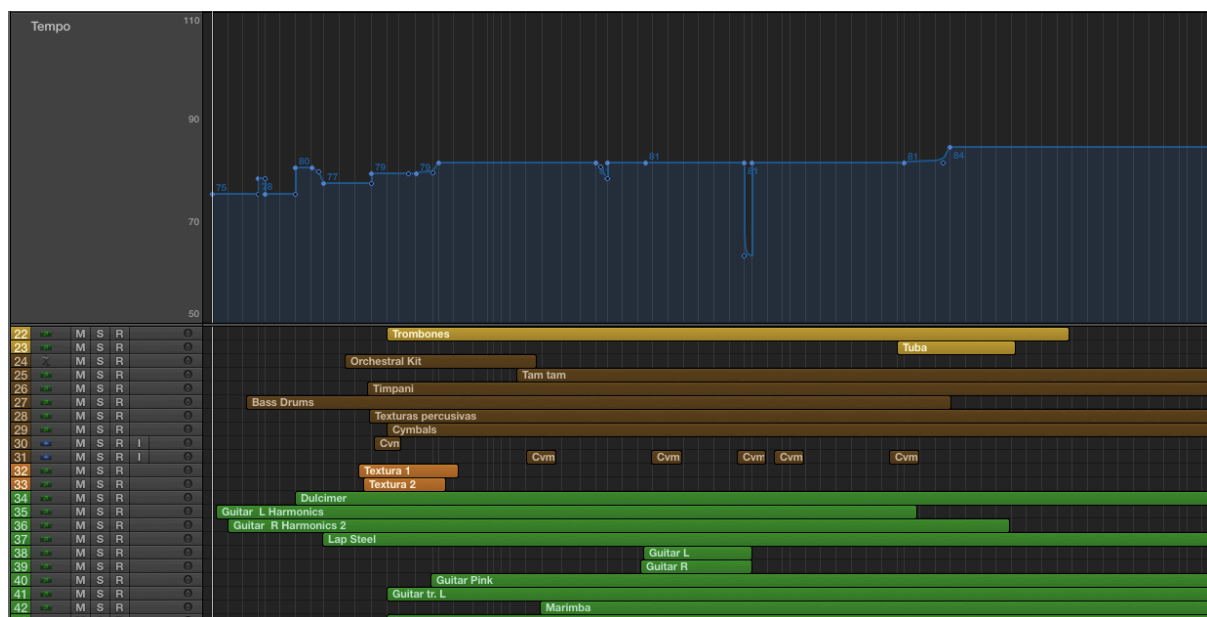 Tempo
110
90
70
50
75
78
80
77
79
79
81
81
81
84
22 M S R Trombones
23 M S R Tuba
24 M S R Orchestral Kit
25 M S R Tam tam
26 M S R Timpani
27 M S R Bass Drums
28 M S R Texturas percusivas
29 M S R Cymbals
30 M S R I Cvn
31 M S R I Cvm Cvm Cvm Cvm Cvm
32 M S R Textura 1
33 M S R Textura 2
34 M S R Dulcimer
35 M S R Guitar L Harmonics
36 M S R Guitar R Harmonics 2
37 M S R Lap Steel
38 M S R Guitar L
39 M S R Guitar R
40 M S R Guitar Pink
41 M S R Guitar tr. L
42 M S R Marimba